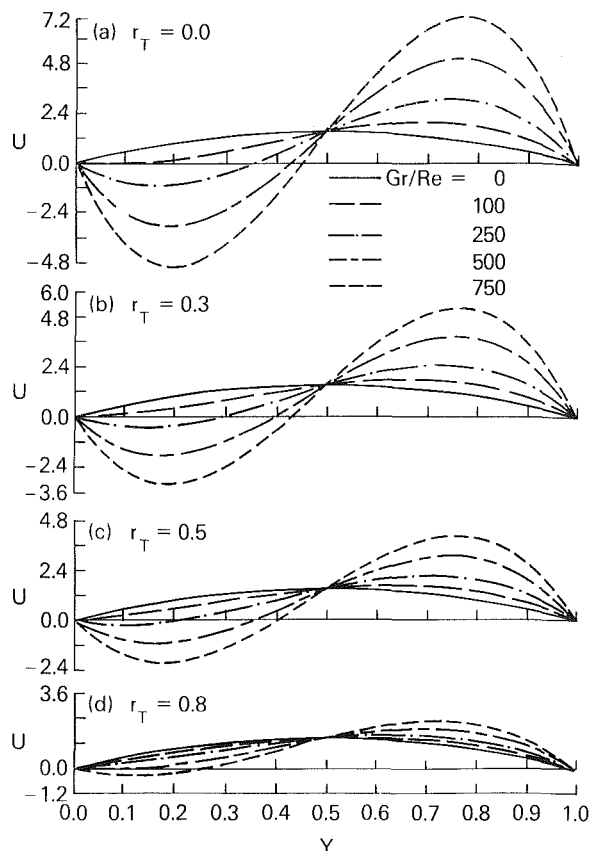 7.2
(a) r_T = 0.0
4.8
2.4
U
0.0
−2.4
−4.8
Gr/Re = 0
100
250
500
750
6.0
(b) r_T = 0.3
4.8
2.4
U
0.0
−2.4
−3.6
4.8
(c) r_T = 0.5
2.4
U
0.0
−2.4
3.6
(d) r_T = 0.8
U
0.0
−1.2
0.0 0.1 0.2 0.3 0.4 0.5 0.6 0.7 0.8 0.9 1.0
Y